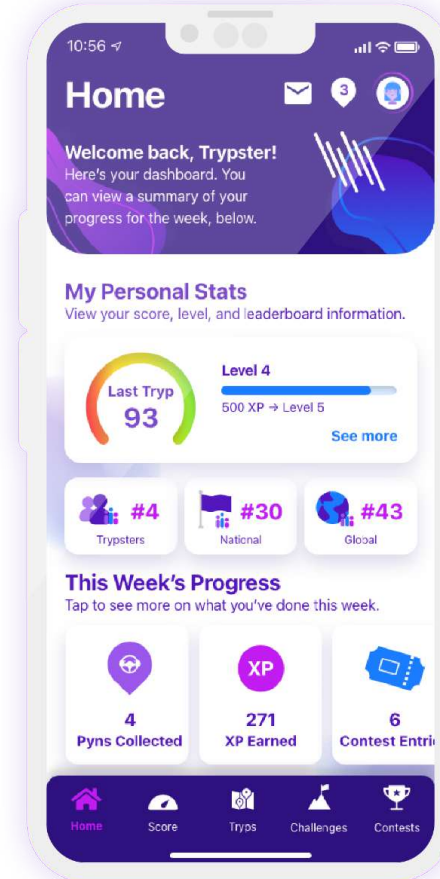 10:56
Home
3
Welcome back, Trypster!
Here's your dashboard. You
can view a summary of your
progress for the week, below.
My Personal Stats
View your score, level, and leaderboard information.
Last Tryp
93
Level 4
500 XP → Level 5
See more
#4
Trypsters
#30
National
#43
Global
This Week's Progress
Tap to see more on what you've done this week.
4
Pyns Collected
XP
271
XP Earned
6
Contest Entri
Home
Score
Tryps
Challenges
Contests